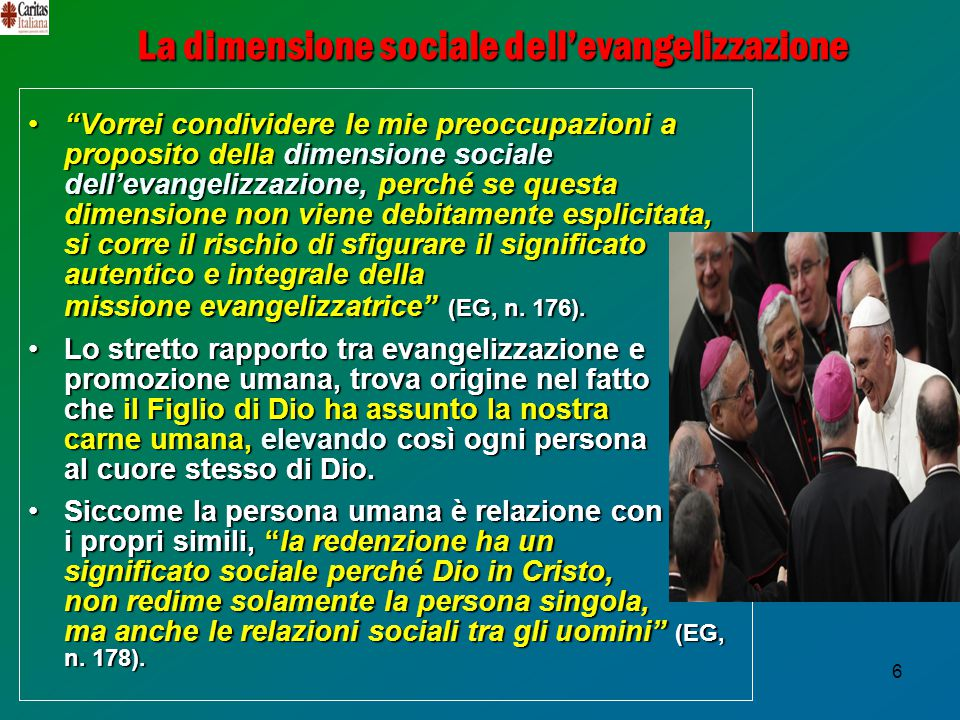 Caritas
Italiana
La dimensione sociale dell’evangelizzazione
• “Vorrei condividere le mie preoccupazioni a
proposito della dimensione sociale
dell’evangelizzazione, perché se questa
dimensione non viene debitamente esplicitata,
si corre il rischio di sfigurare il significato
autentico e integrale della
missione evangelizzatrice” (EG, n. 176).
• Lo stretto rapporto tra evangelizzazione e
promozione umana, trova origine nel fatto
che il Figlio di Dio ha assunto la nostra
carne umana, elevando così ogni persona
al cuore stesso di Dio.
• Siccome la persona umana è relazione con
i propri simili, “la redenzione ha un
significato sociale perché Dio in Cristo,
non redime solamente la persona singola,
ma anche le relazioni sociali tra gli uomini” (EG,
n. 178).
6